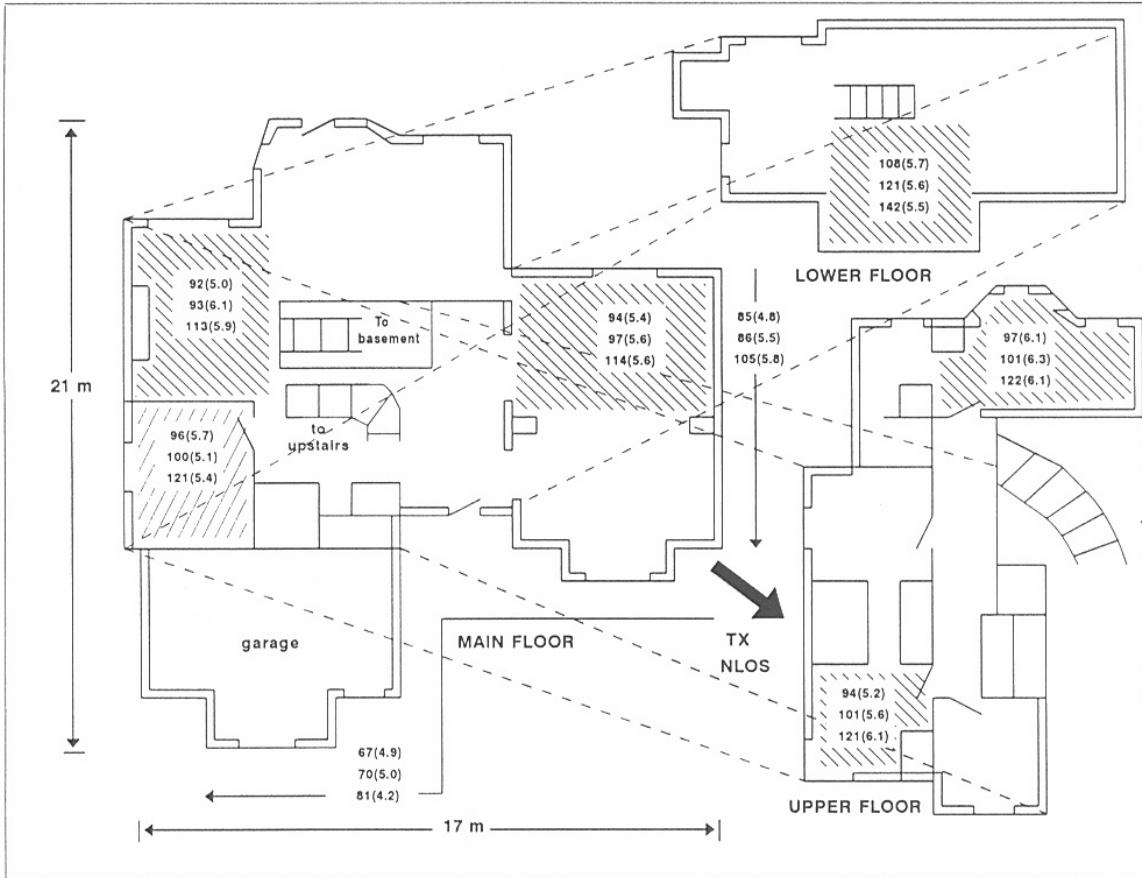 108(5.7)
121(5.6)
142(5.5)
LOWER FLOOR
92(5.0)
93(6.1)
113(5.9)
To
basement
94(5.4)
97(5.6)
114(5.6)
85(4.8)
86(5.5)
105(5.8)
97(6.1)
101(6.3)
122(6.1)
21 m
96(5.7)
100(5.1)
121(5.4)
to
upstairs
garage
MAIN FLOOR
TX
NLOS
94(5.2)
101(5.6)
121(6.1)
67(4.9)
70(5.0)
81(4.2)
UPPER FLOOR
17 m